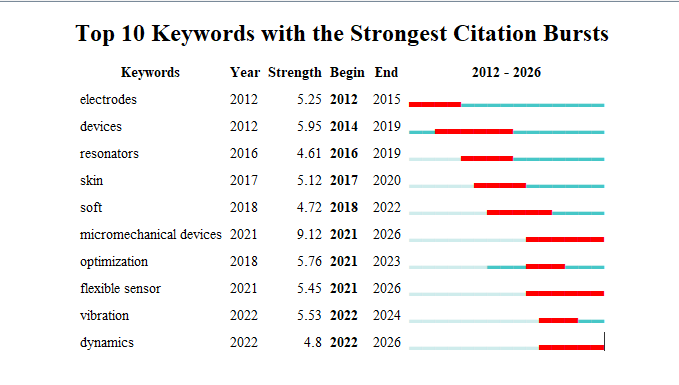 Top 10 Keywords with the Strongest Citation Bursts
Keywords Year Strength Begin End 2012 - 2026
electrodes 2012 5.25 2012 2015
devices 2012 5.95 2014 2019
resonators 2016 4.61 2016 2019
skin 2017 5.12 2017 2020
soft 2018 4.72 2018 2022
micromechanical devices 2021 9.12 2021 2026
optimization 2018 5.76 2021 2023
flexible sensor 2021 5.45 2021 2026
vibration 2022 5.53 2022 2024
dynamics 2022 4.8 2022 2026